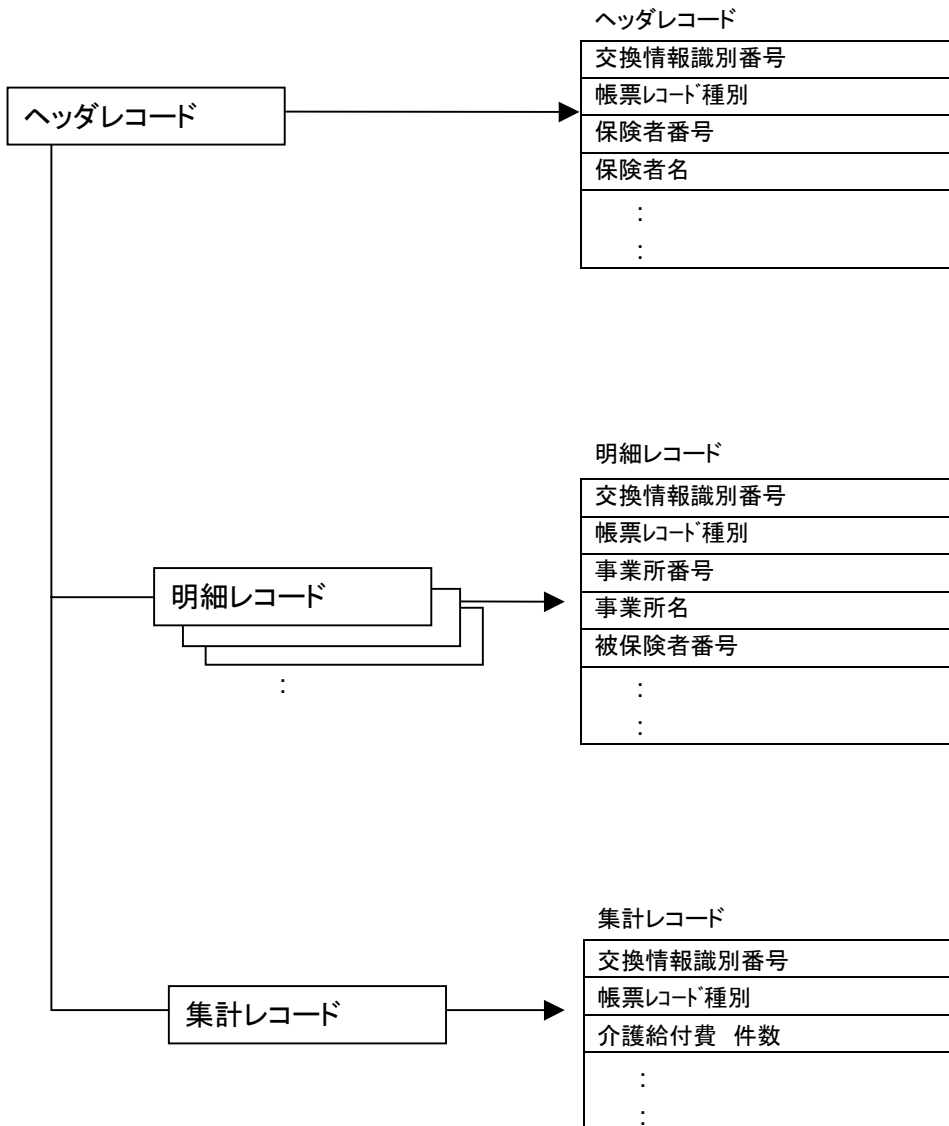 ヘッダレコード
交換情報識別番号
帳票ﾚｺｰﾄﾞ種別
保険者番号
保険者名
:
:
ヘッダレコード
明細レコード
交換情報識別番号
帳票ﾚｺｰﾄﾞ種別
事業所番号
事業所名
被保険者番号
:
:
明細レコード
:
集計レコード
交換情報識別番号
帳票ﾚｺｰﾄﾞ種別
介護給付費　件数
:
:
集計レコード